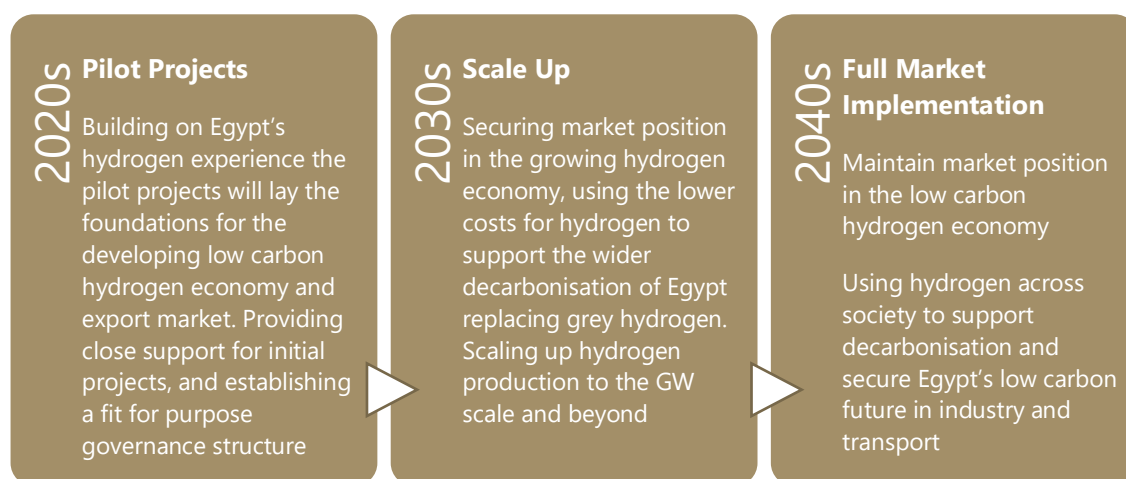 2020s
Pilot Projects
Building on Egypt's
hydrogen experience the
pilot projects will lay the
foundations for the
developing low carbon
hydrogen economy and
export market. Providing
close support for initial
projects, and establishing
a fit for purpose
governance structure
2030s
Scale Up
Securing market position
in the growing hydrogen
economy, using the lower
costs for hydrogen to
support the wider
decarbonisation of Egypt
replacing grey hydrogen.
Scaling up hydrogen
production to the GW
scale and beyond
2040s
Full Market
Implementation
Maintain market position
in the low carbon
hydrogen economy
Using hydrogen across
society to support
decarbonisation and
secure Egypt's low carbon
future in industry and
transport